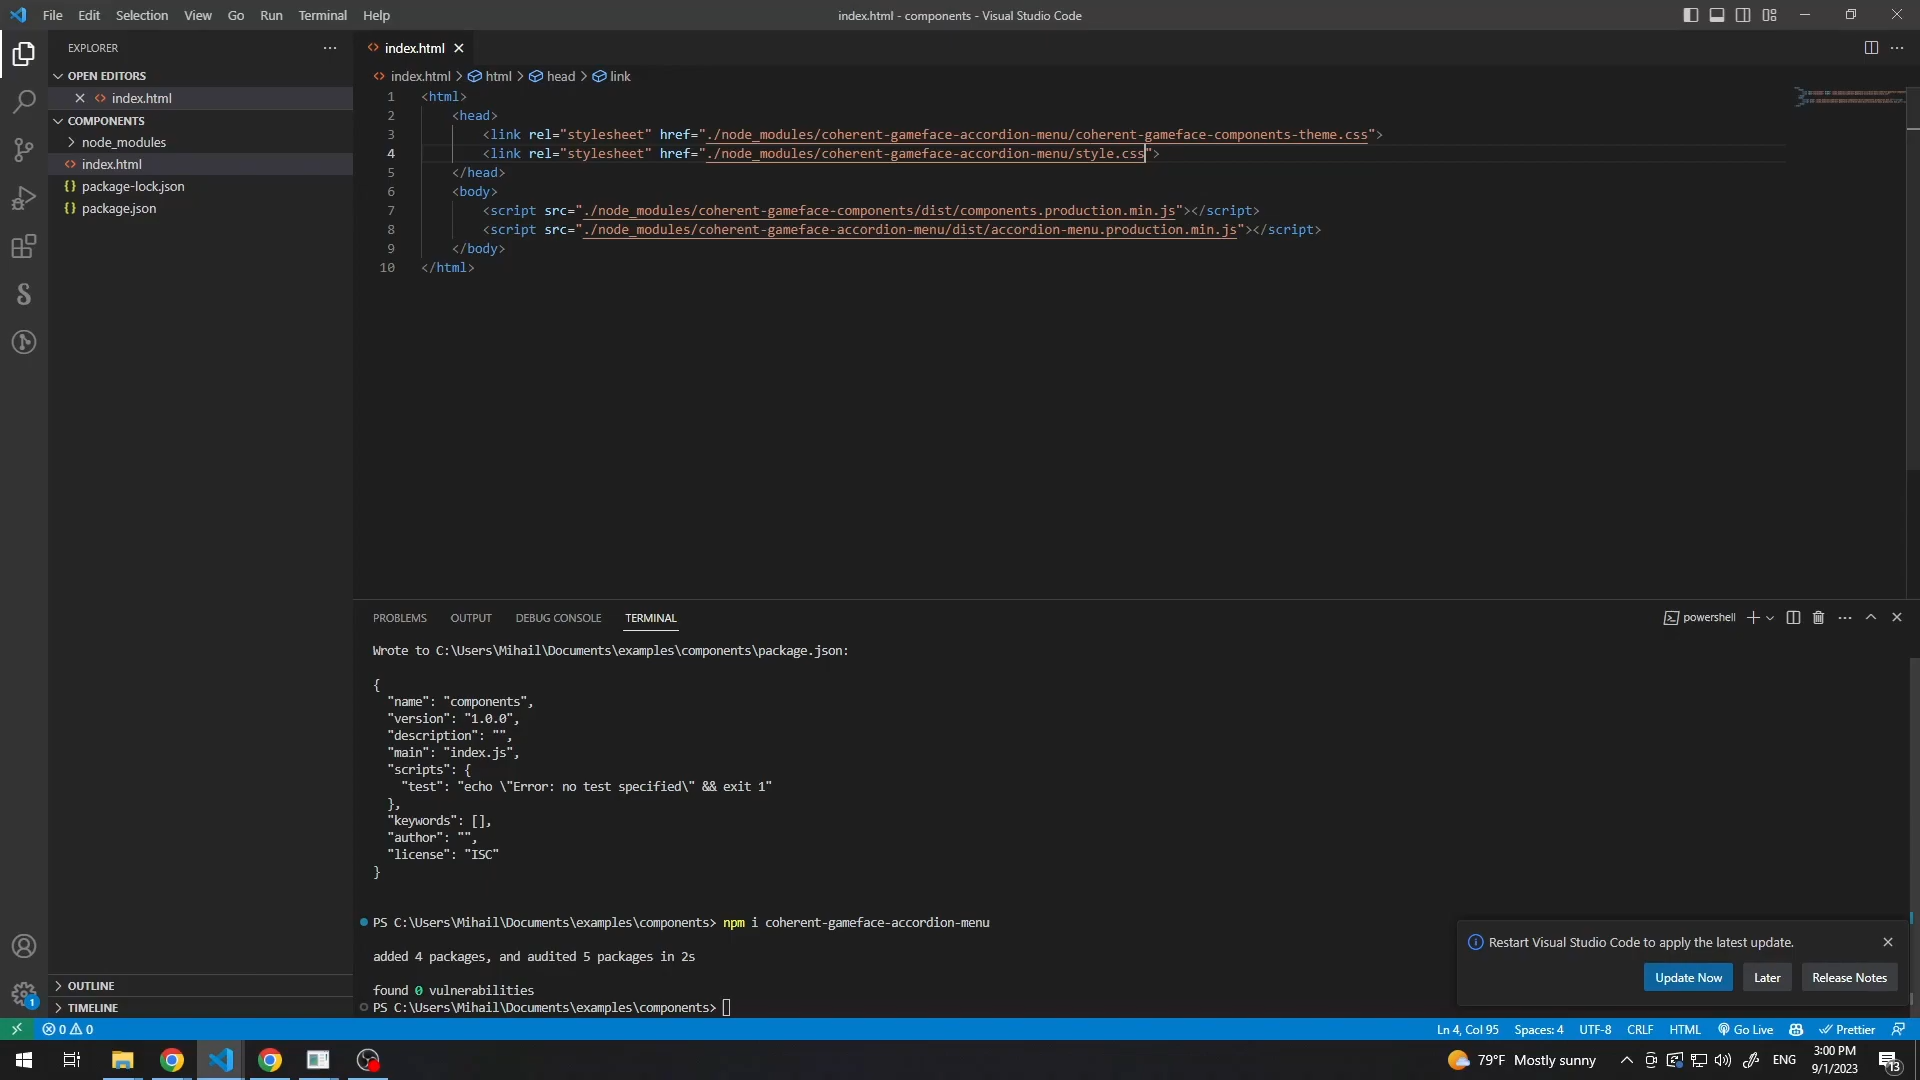 File Edit Selection View Go Run Terminal Help
index.html - components - Visual Studio Code
EXPLORER
OPEN EDITORS
index.html
COMPONENTS
node_modules
index.html
package-lock.json
package.json
OUTLINE
TIMELINE
index.html
index.html > html > head > link
1 <html>
2 <head>
3 <link rel="stylesheet" href="./node_modules/coherent-gameface-accordion-menu/coherent-gameface-components-theme.css">
4 <link rel="stylesheet" href="./node_modules/coherent-gameface-accordion-menu/style.css">
5 </head>
6 <body>
7 <script src="./node_modules/coherent-gameface-components/dist/components.production.min.js"></script>
8 <script src="./node_modules/coherent-gameface-accordion-menu/dist/accordion-menu.production.min.js"></script>
9 </body>
10 </html>
PROBLEMS OUTPUT DEBUG CONSOLE TERMINAL
powershell
Wrote to C:\Users\Mihail\Documents\examples\components\package.json:
{
"name": "components",
"version": "1.0.0",
"description": "",
"main": "index.js",
"scripts": {
"test": "echo \"Error: no test specified\" && exit 1"
},
"keywords": [],
"author": "",
"license": "ISC"
}
PS C:\Users\Mihail\Documents\examples\components> npm i coherent-gameface-accordion-menu
added 4 packages, and audited 5 packages in 2s
found 0 vulnerabilities
PS C:\Users\Mihail\Documents\examples\components>
Restart Visual Studio Code to apply the latest update.
Update Now Later Release Notes
1
0 0
Ln 4, Col 95 Spaces: 4 UTF-8 CRLF HTML Go Live Prettier
79°F Mostly sunny
ENG
3:00 PM
9/1/2023
13